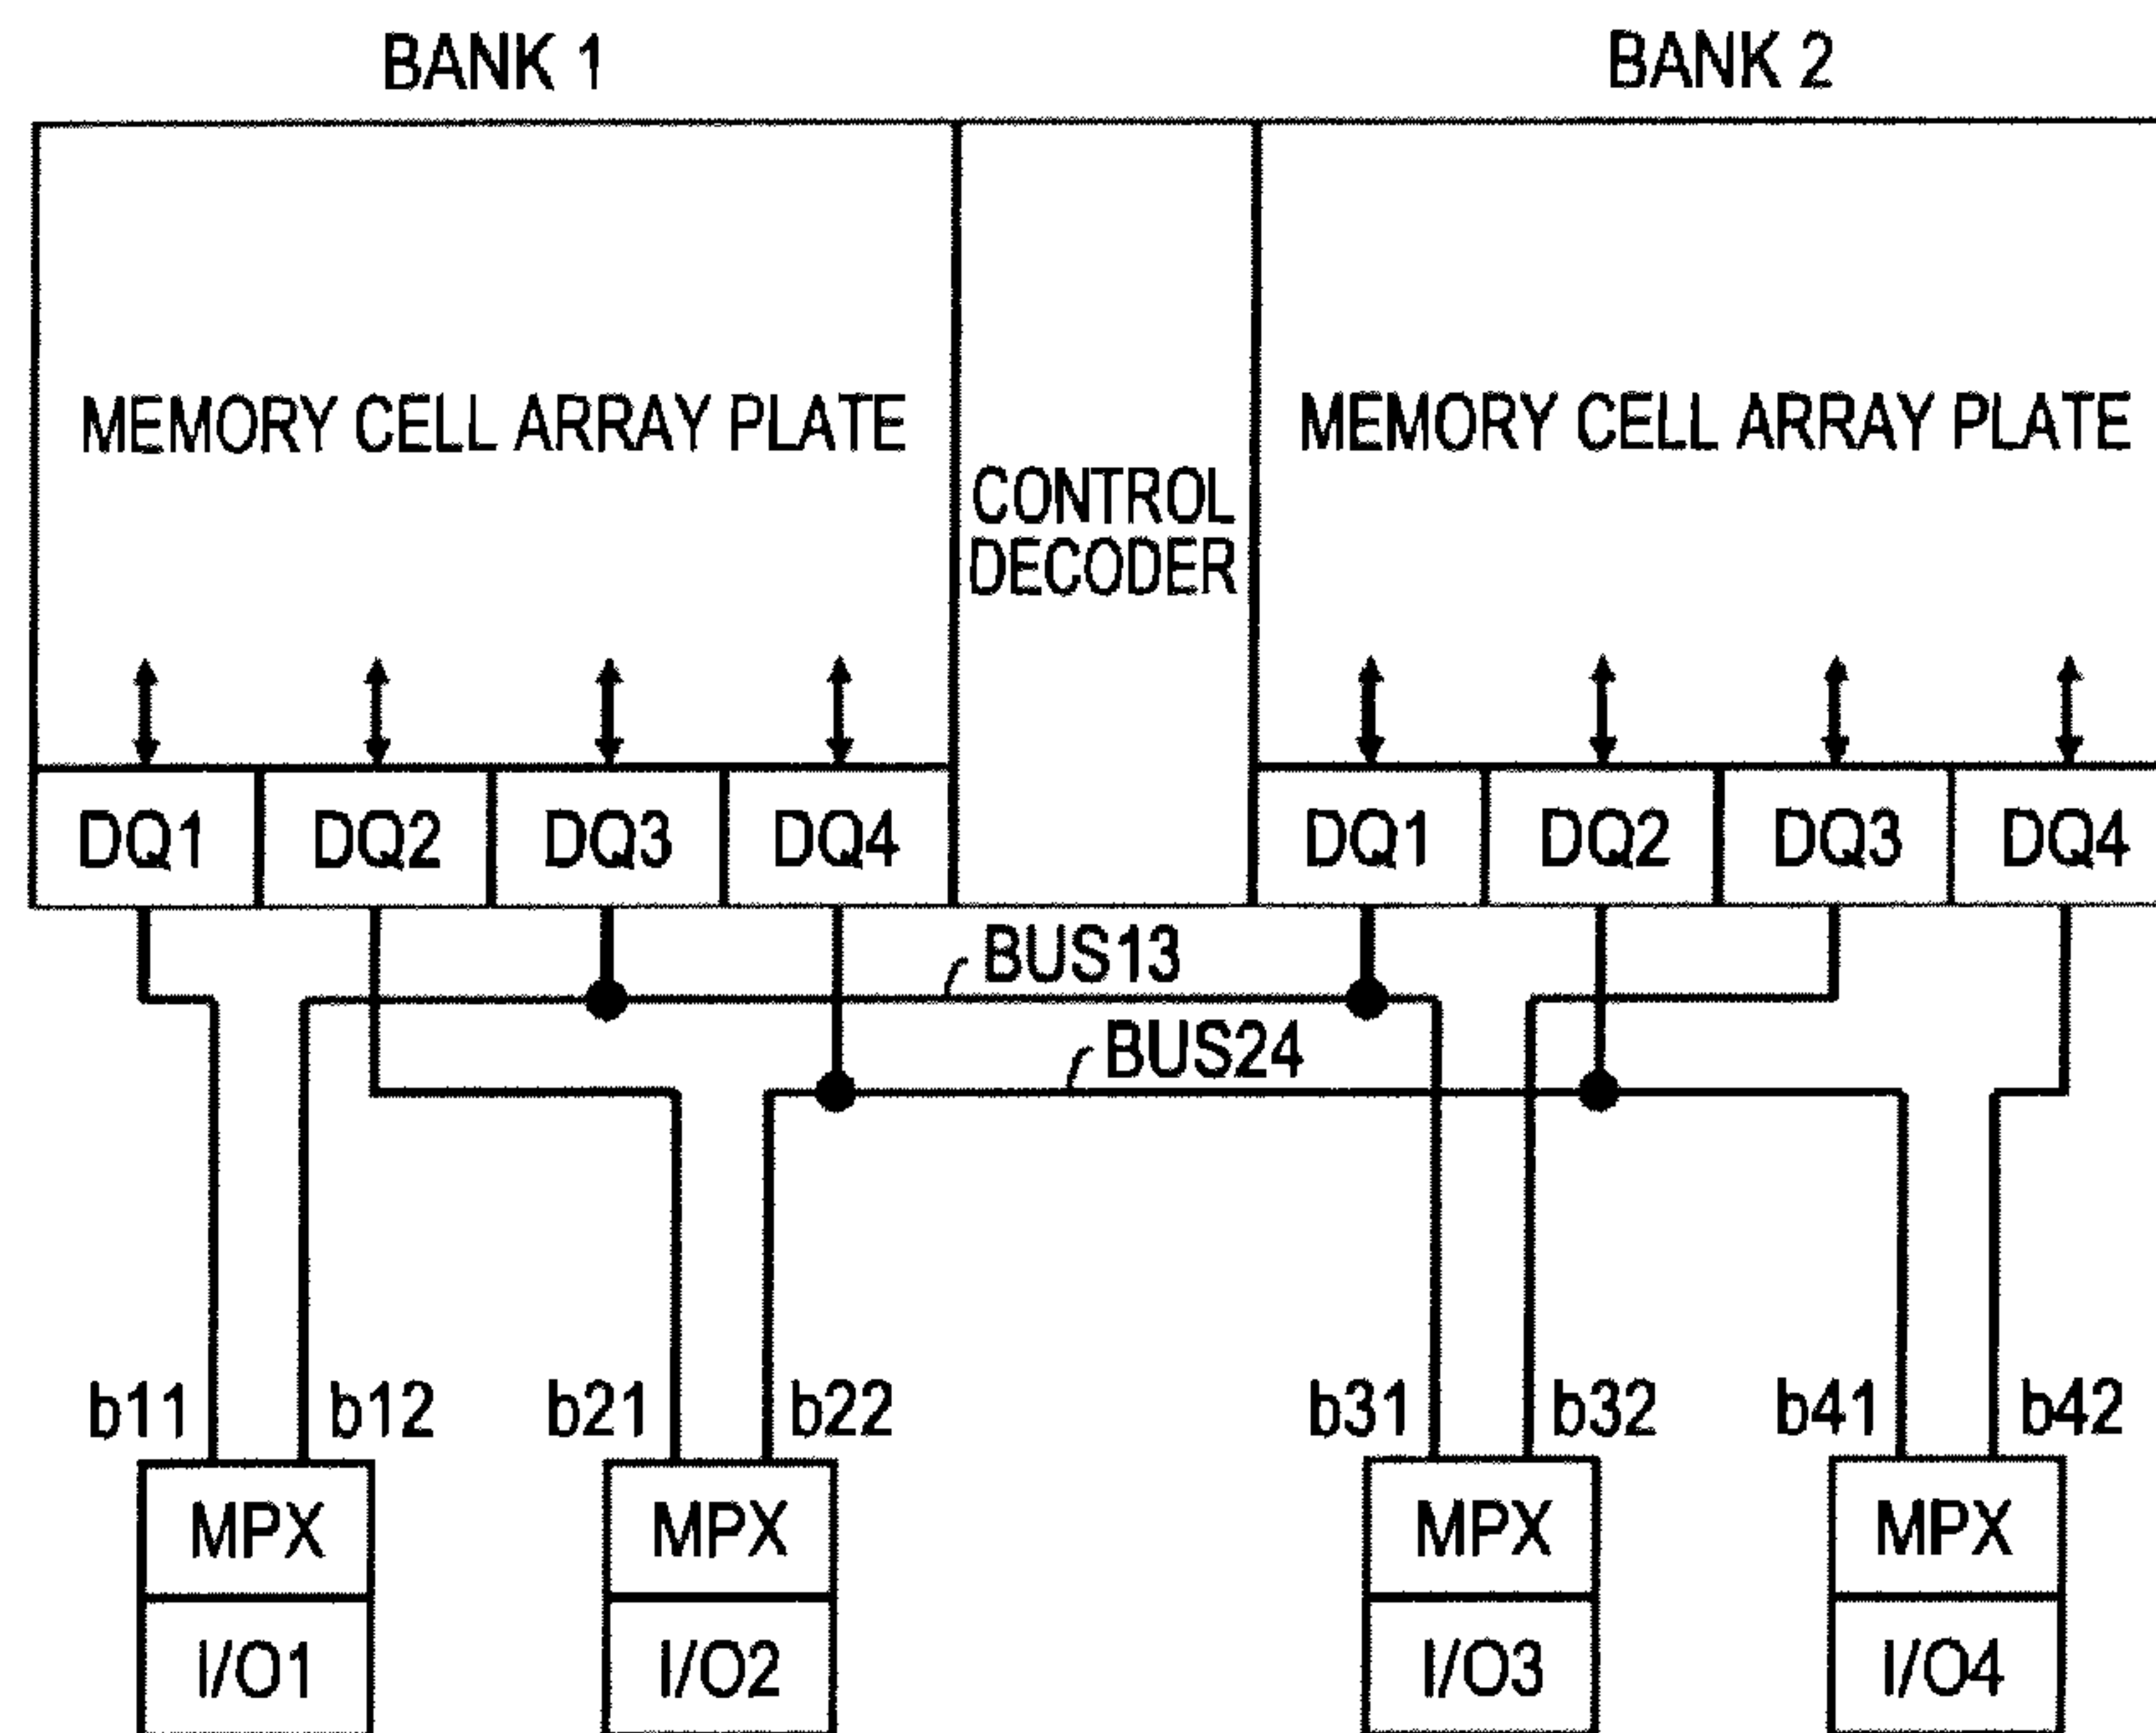 BANK 1
BANK 2
MEMORY CELL ARRAY PLATE
CONTROL
DECODER
MEMORY CELL ARRAY PLATE
DQ1
DQ2
DQ3
DQ4
DQ1
DQ2
DQ3
DQ4
BUS13
BUS24
b11
b12
b21
b22
b31
b32
b41
b42
MPX
MPX
MPX
MPX
I/O1
I/O2
I/O3
I/O4